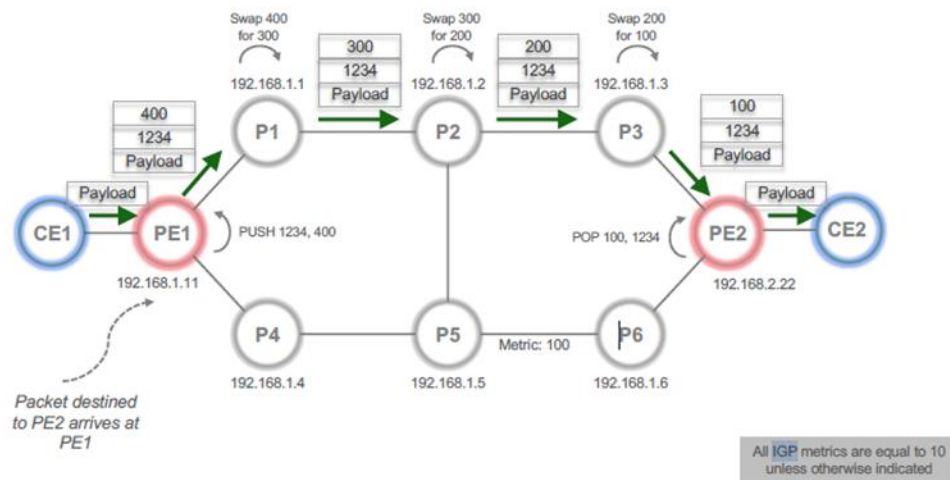 Swap 400
for 300
Swap 300
for 200
Swap 200
for 100
300
1234
Payload
200
1234
Payload
192.168.1.1
192.168.1.2
192.168.1.3
400
1234
Payload
100
1234
Payload
P1
P2
P3
Payload
Payload
CE1
PE1
PUSH 1234, 400
POP 100, 1234
PE2
CE2
192.168.1.11
192.168.2.22
P4
P5
Metric: 100
P6
192.168.1.4
192.168.1.5
192.168.1.6
Packet destined
to PE2 arrives at
PE1
All IGP metrics are equal to 10
unless otherwise indicated